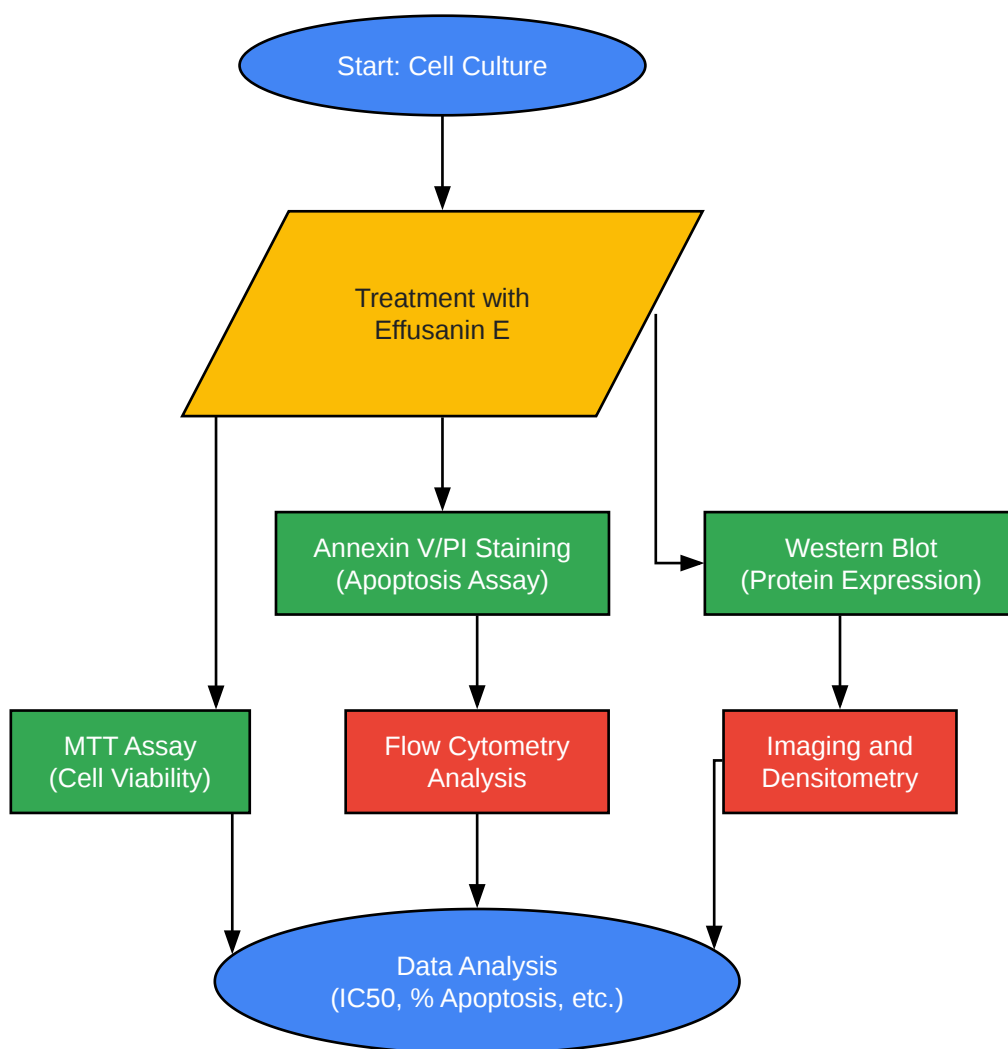 Start: Cell Culture
Treatment with
Effusanin E
Annexin V/PI Staining
(Apoptosis Assay)
Western Blot
(Protein Expression)
MTT Assay
(Cell Viability)
Flow Cytometry
Analysis
Imaging and
Densitometry
Data Analysis
(IC50, % Apoptosis, etc.)